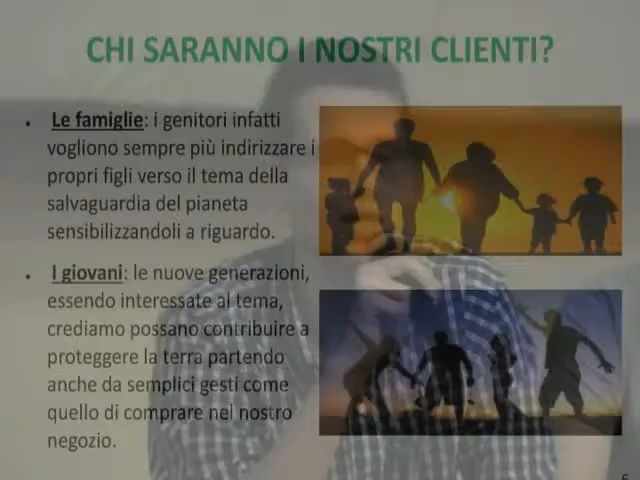 CHI SARANNO I NOSTRI CLIENTI?
• Le famiglie: i genitori infatti
vogliono sempre più indirizzare i
propri figli verso il tema della
salvaguardia del pianeta
sensibilizzandoli a riguardo.
• I giovani: le nuove generazioni,
essendo interessate al tema,
crediamo possano contribuire a
proteggere la terra partendo
anche da semplici gesti come
quello di comprare nel nostro
negozio.